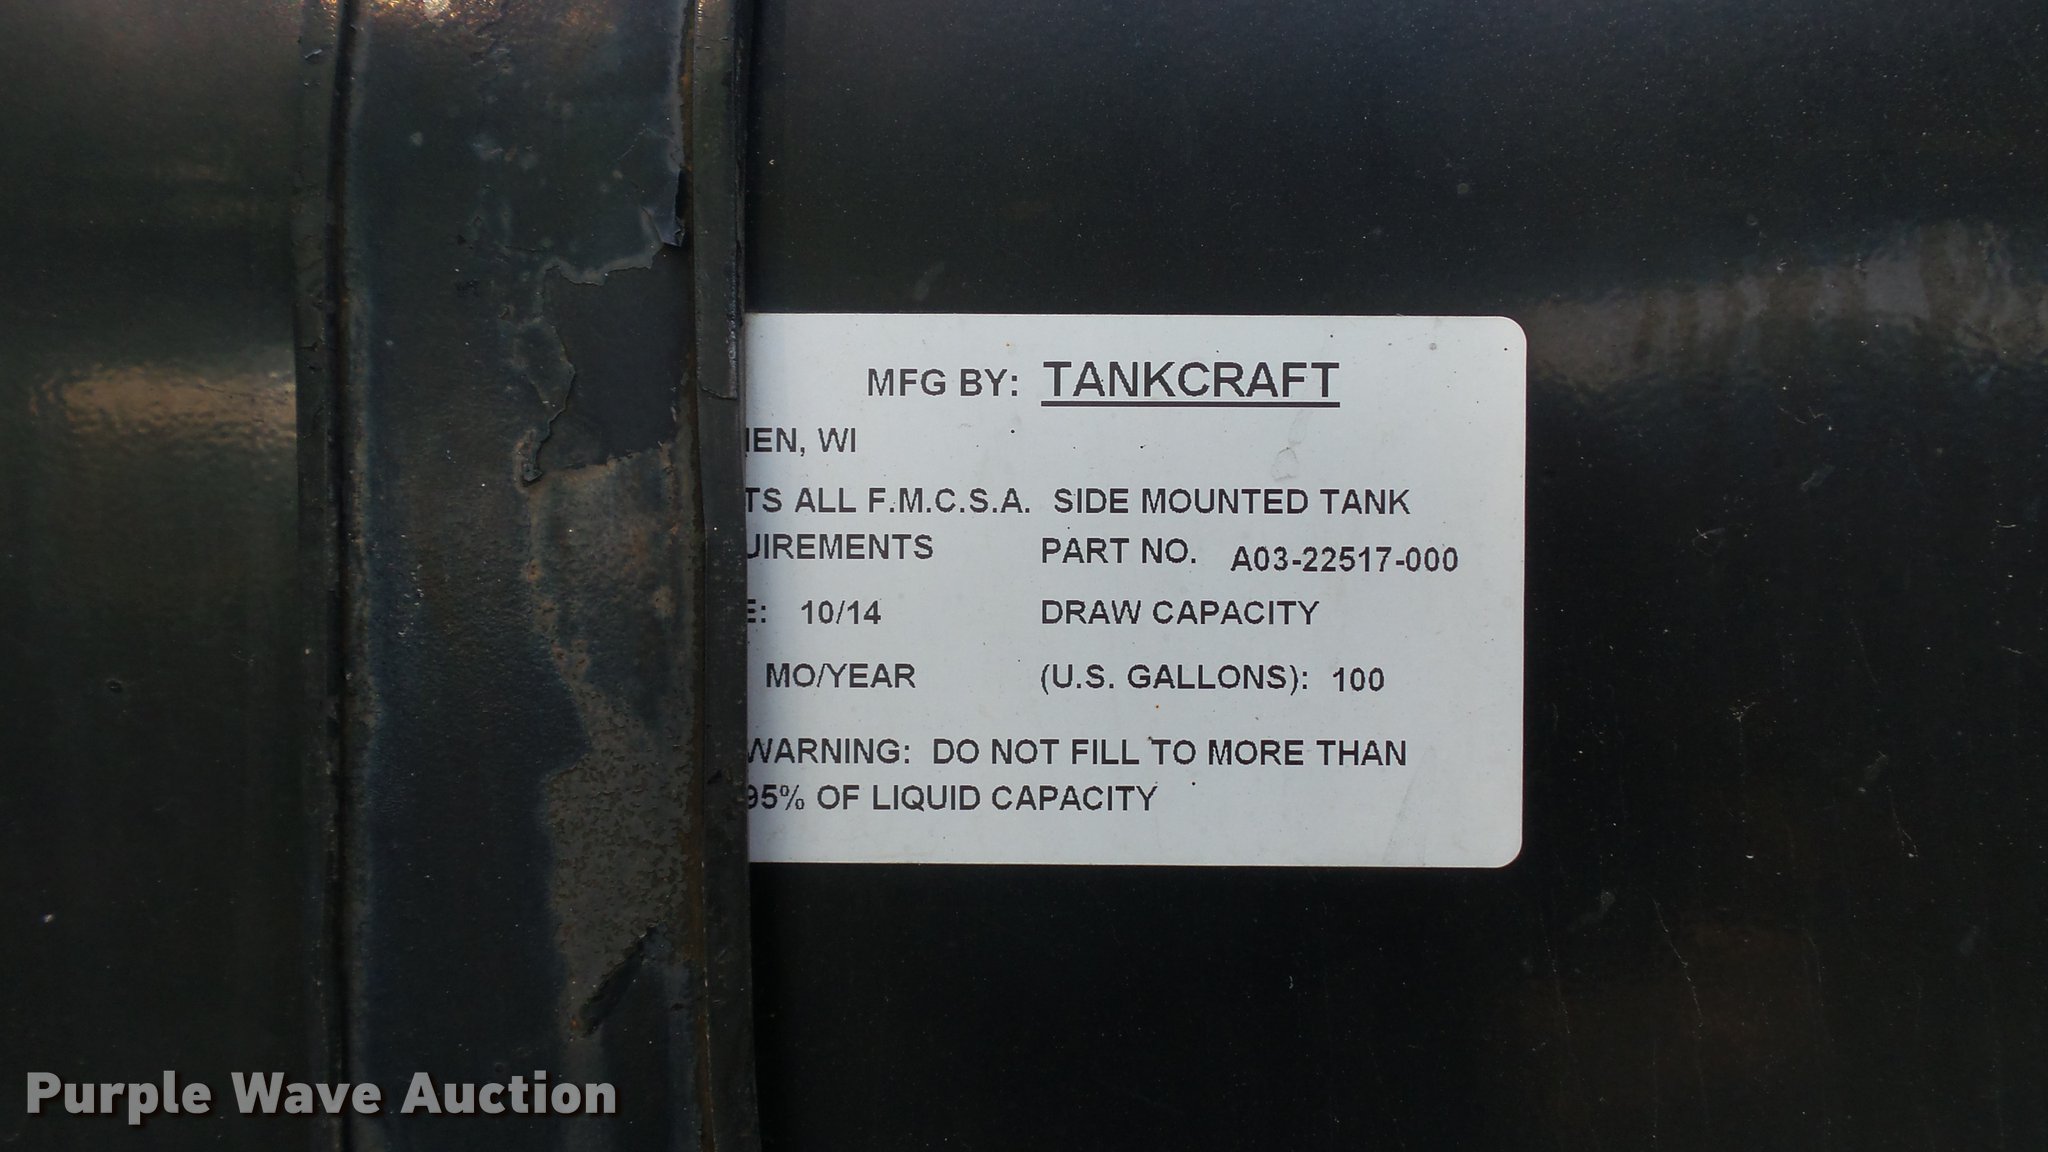 MFG BY: TANKCRAFT
IEN, WI
TS ALL F.M.C.S.A. SIDE MOUNTED TANK
UIREMENTS PART NO. A03-22517-000
E: 10/14 DRAW CAPACITY
MO/YEAR (U.S. GALLONS): 100
WARNING: DO NOT FILL TO MORE THAN
95% OF LIQUID CAPACITY
Purple Wave Auction